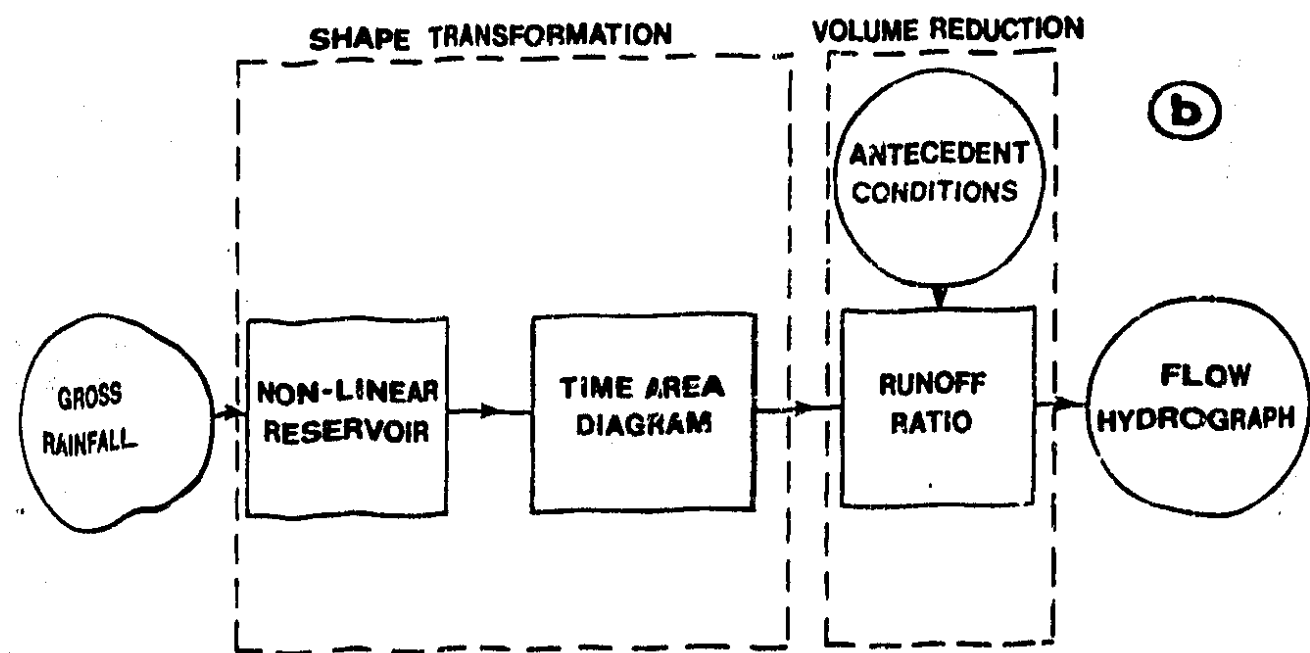 SHAPE TRANSFORMATION
VOLUME REDUCTION
b
ANTECEDENT
CONDITIONS
GROSS
RAINFALL
NON-LINEAR
RESERVOIR
TIME AREA
DIAGRAM
RUNOFF
RATIO
FLOW
HYDROGRAPH